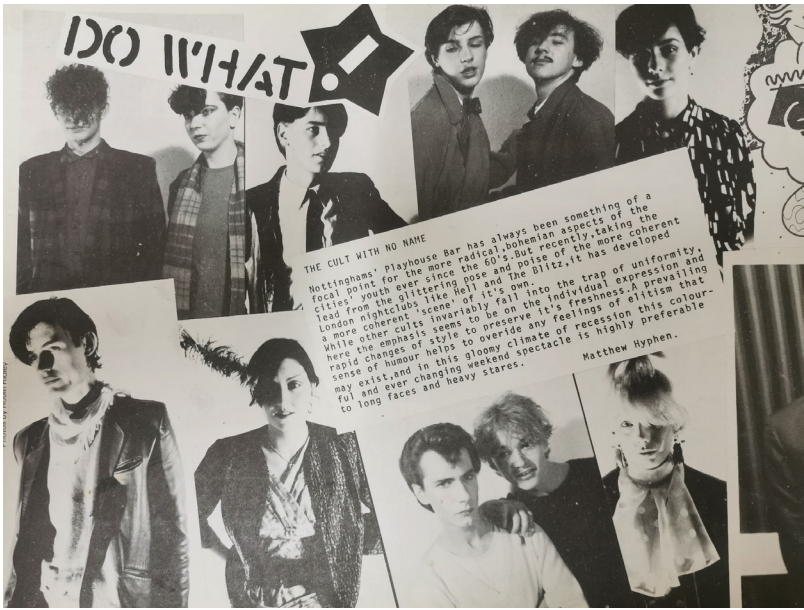 DO WHAT!
THE CULT WITH NO NAME
Nottinghams' Playhouse Bar has always been something of a
focal point for the more radical,bohemian aspects of the
cities' youth ever since the 60's.But recently,taking the
lead from the glittering pose and poise of the more coherent
London nightclubs like Hell and The Blitz,it has developed
a more coherent 'scene' of it's own.
While other cults invariably fall into the trap of uniformity,
here the emphasis seems to be on the individual expression and
rapid changes of style to preserve it's freshness.A prevailing
sense of humour helps to overide any feelings of elitism that
may exist,and in this gloomy climate of recession this colour-
ful and ever changing weekend spectacle is highly preferable
to long faces and heavy stares.
Matthew Hyphen.
Photos by Robin Ridley